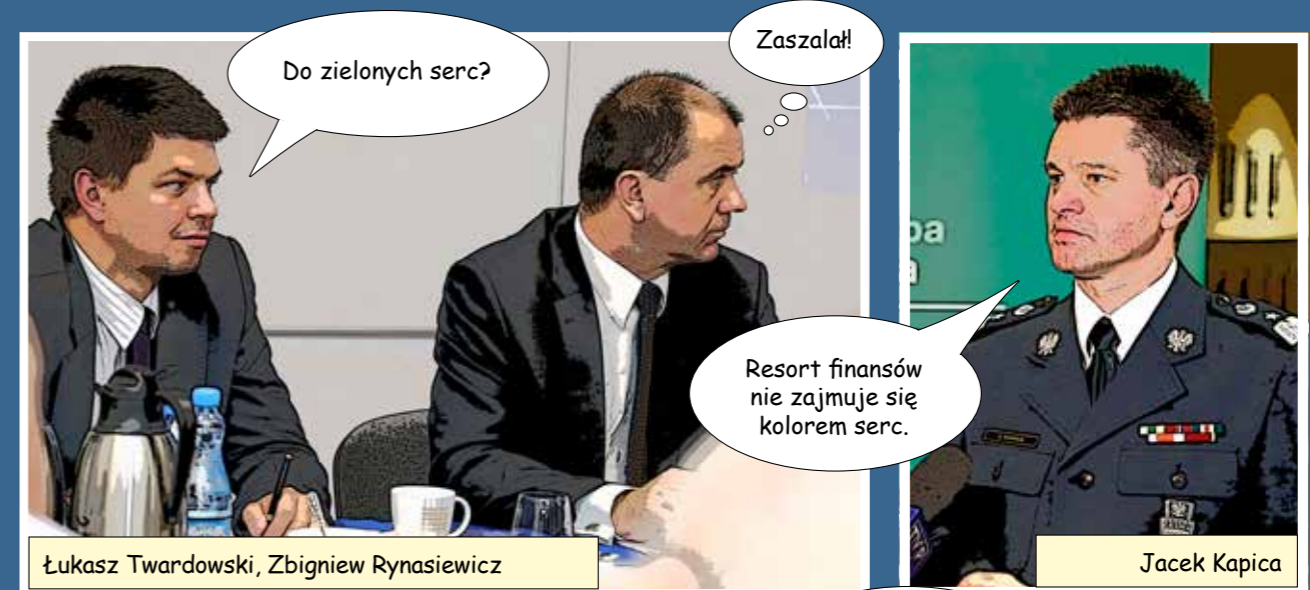 Do zielonych serc?
Zaszalał!
Resort finansów
nie zajmuje się
kolorem serc.
Łukasz Twardowski, Zbigniew Rynasiewicz
Jacek Kapica